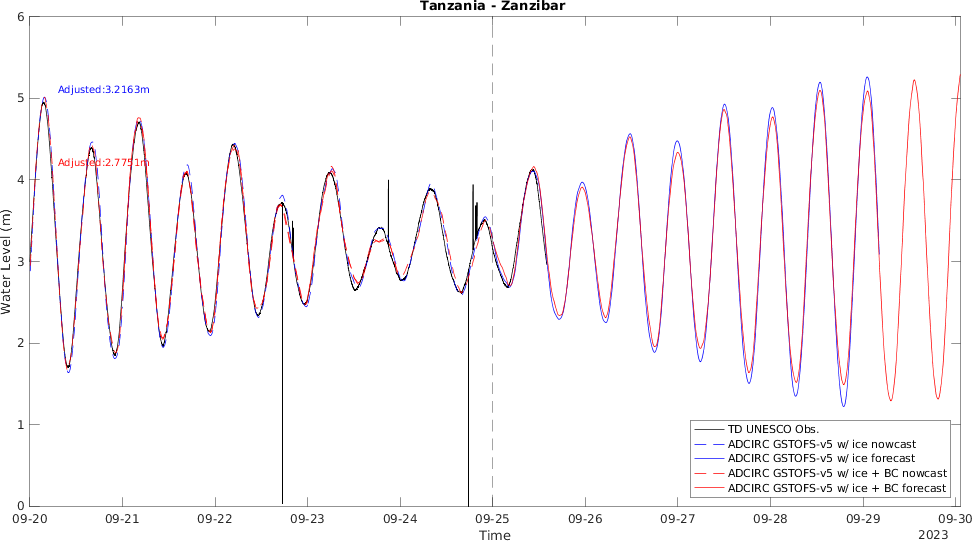 Tanzania - Zanzibar
6
5
4
3
2
1
0
Water Level (m)
Adjusted:3.2163m
Adjusted:2.7751m
TD UNESCO Obs.
ADCIRC GSTOFS-v5 w/ ice nowcast
ADCIRC GSTOFS-v5 w/ ice forecast
ADCIRC GSTOFS-v5 w/ ice + BC nowcast
ADCIRC GSTOFS-v5 w/ ice + BC forecast
09-20 09-21 09-22 09-23 09-24 09-25 09-26 09-27 09-28 09-29 09-30
Time
2023